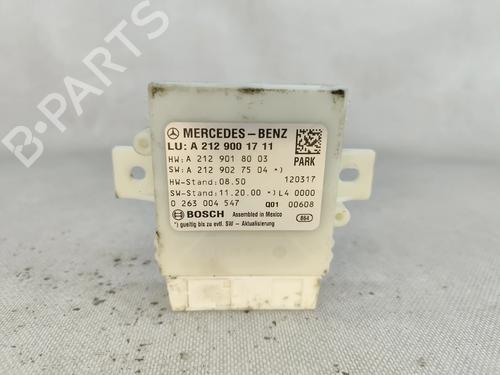 MERCEDES-BENZ
LU: A 212 900 17 11
HW: A 212 901 80 03
SW: A 212 902 75 04 *)
PARK
HW-Stand: 08.50
120317
SW-Stand: 11.20.00 *) L4 0000
0 263 004 547 Q01 00608
BOSCH Assembled in Mexico
864
*) gueltig bis zu evtl. SW - Aktualisierung
B-PARTS